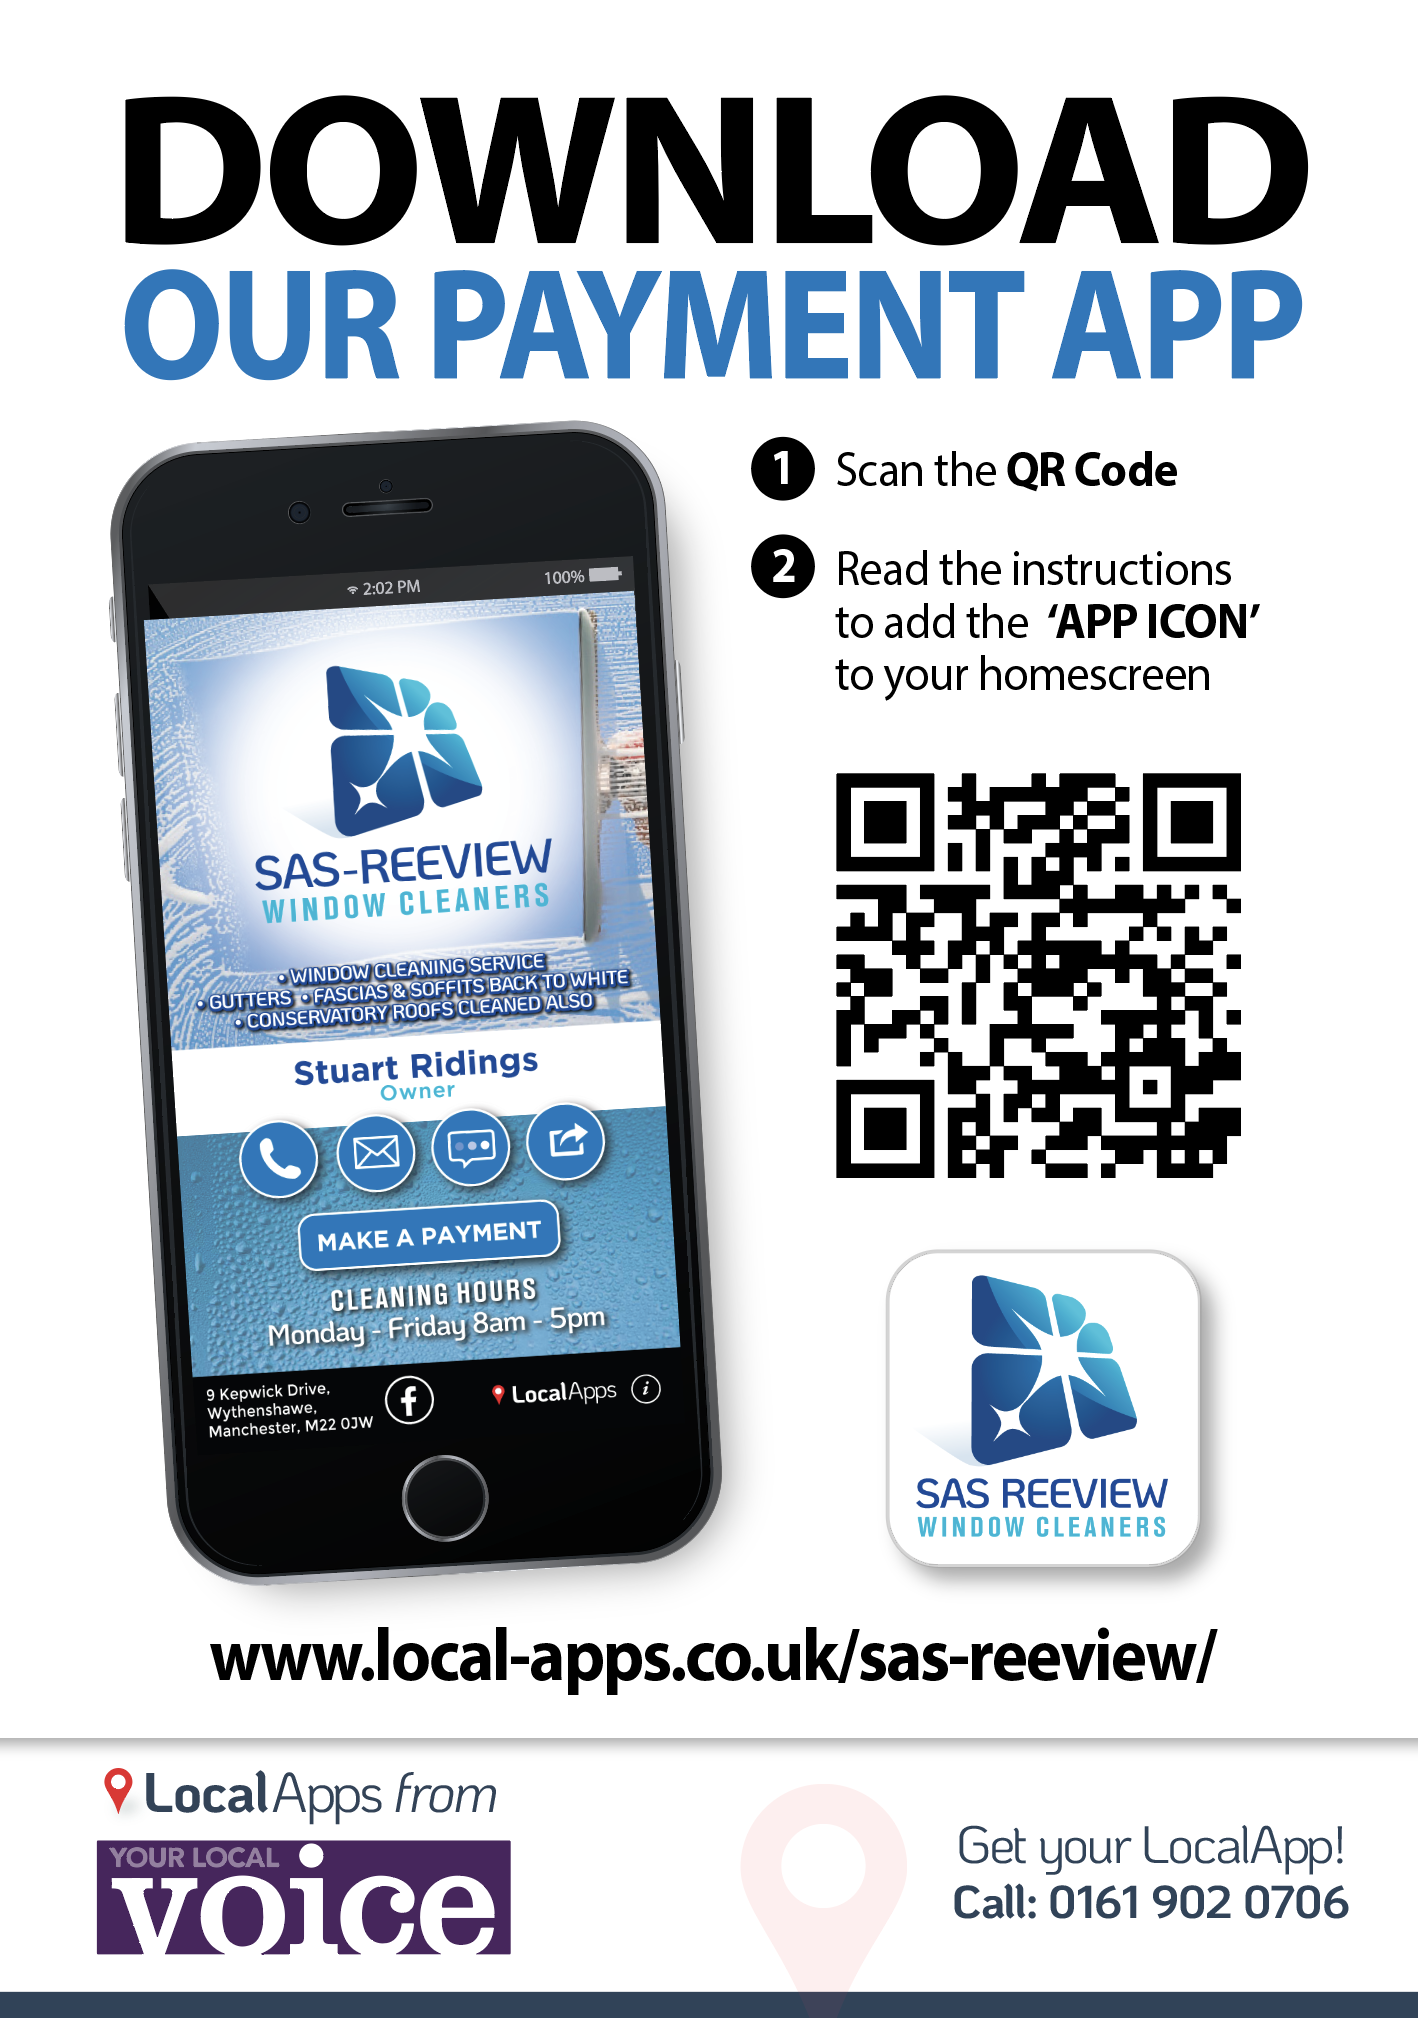 DOWNLOAD
OUR PAYMENT APP
1 Scan the QR Code
2 Read the instructions
to add the ‘APP ICON’
to your homescreen
2:02 PM 100%
SAS-REEVIEW
WINDOW CLEANERS
• WINDOW CLEANING SERVICE
• GUTTERS • FASCIAS & SOFFITS BACK TO WHITE
• CONSERVATORY ROOFS CLEANED ALSO
Stuart Ridings
Owner
MAKE A PAYMENT
CLEANING HOURS
Monday - Friday 8am - 5pm
9 Kepwick Drive,
Wythenshawe,
Manchester, M22 0JW
f
LocalApps i
SAS REEVIEW
WINDOW CLEANERS
www.local-apps.co.uk/sas-reeview/
LocalApps from
YOUR LOCAL
voice
Get your LocalApp!
Call: 0161 902 0706